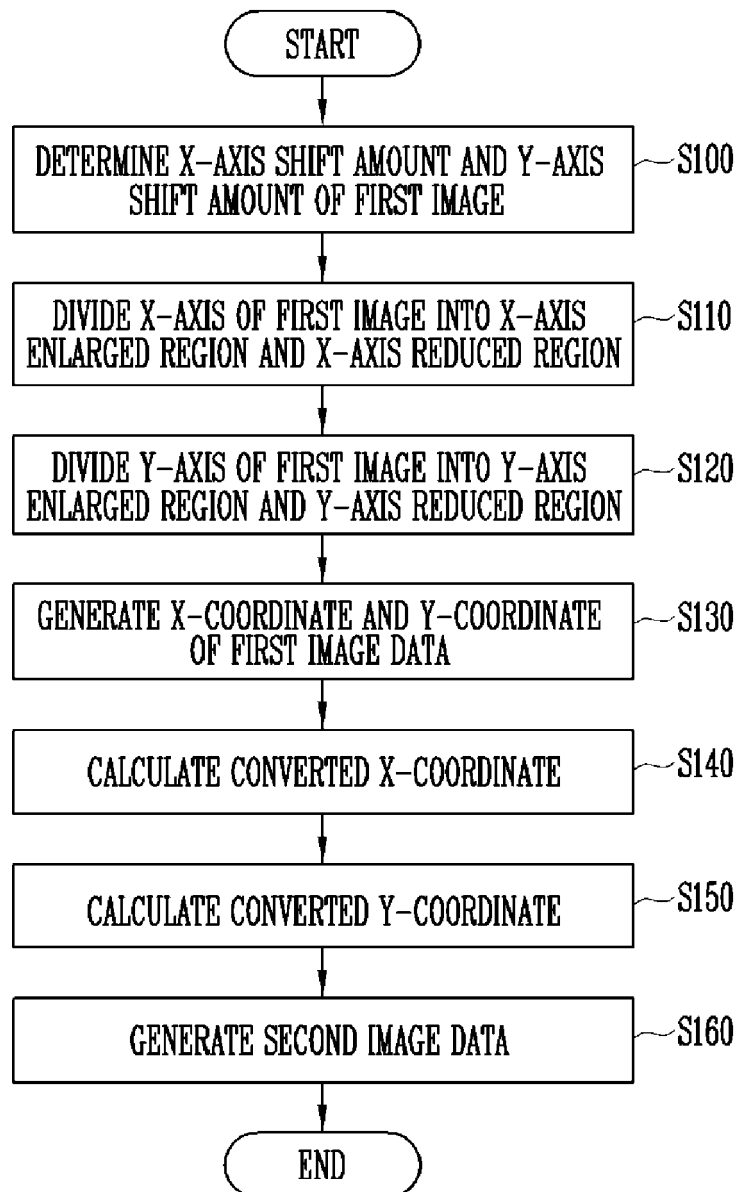 START
DETERMINE X-AXIS SHIFT AMOUNT AND Y-AXIS
SHIFT AMOUNT OF FIRST IMAGE
S100
DIVIDE X-AXIS OF FIRST IMAGE INTO X-AXIS
ENLARGED REGION AND X-AXIS REDUCED REGION
S110
DIVIDE Y-AXIS OF FIRST IMAGE INTO Y-AXIS
ENLARGED REGION AND Y-AXIS REDUCED REGION
S120
GENERATE X-COORDINATE AND Y-COORDINATE
OF FIRST IMAGE DATA
S130
CALCULATE CONVERTED X-COORDINATE
S140
CALCULATE CONVERTED Y-COORDINATE
S150
GENERATE SECOND IMAGE DATA
S160
END